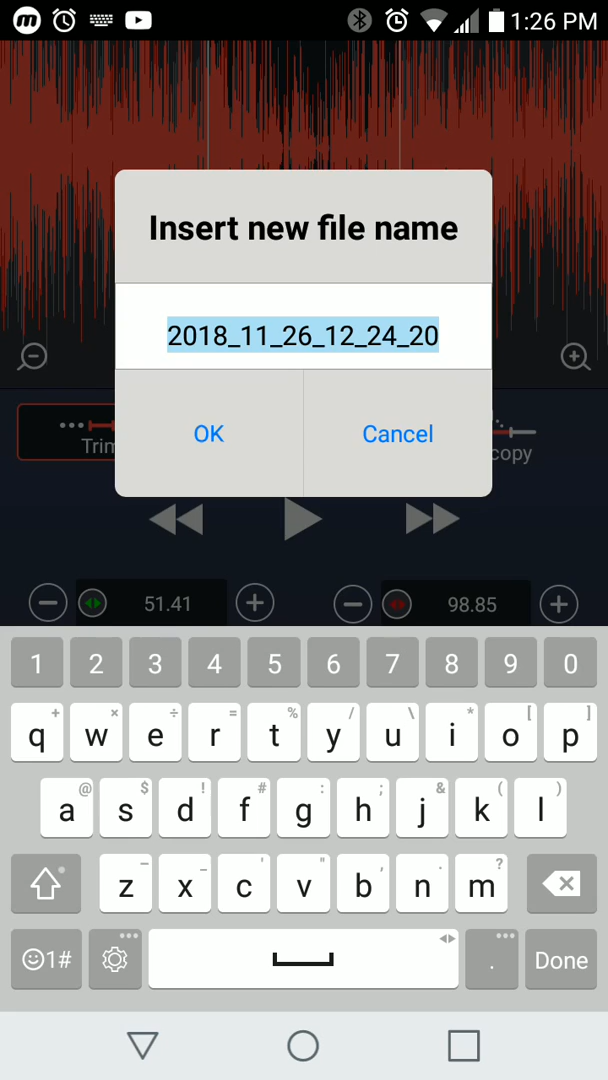 1:26 PM
Insert new file name
2018_11_26_12_24_20
OK Cancel
Trim copy
51.41 98.85
1 2 3 4 5 6 7 8 9 0
+ × ÷ = % / \ * [ ]
q w e r t y u i o p
@ $ ! # : ; & ( )
a s d f g h j k l
– _ ' " , . ?
z x c v b n m
1# . Done